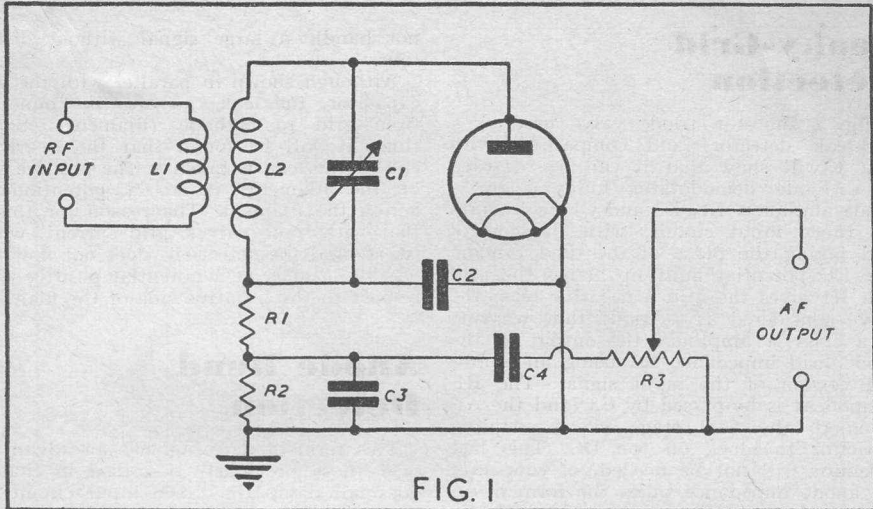 RF
INPUT
L1
L2
C1
C2
R1
R2
C3
C4
R3
AF
OUTPUT
FIG. 1